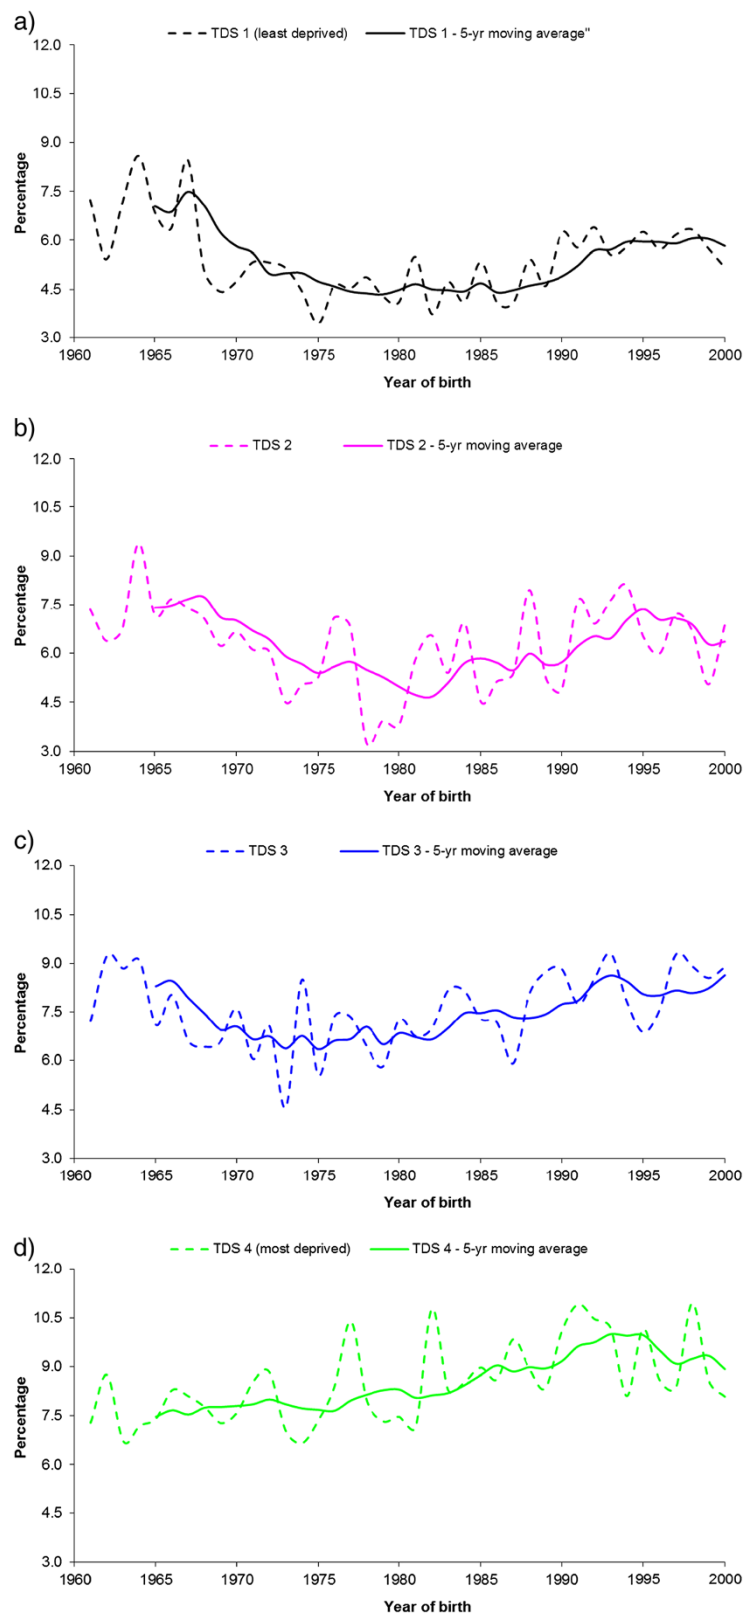 a)
TDS 1 (least deprived) TDS 1 - 5-yr moving average"
12.0
10.5
9.0
7.5
6.0
4.5
3.0
Percentage
1960 1965 1970 1975 1980 1985 1990 1995 2000
Year of birth
b)
TDS 2 TDS 2 - 5-yr moving average
12.0
10.5
9.0
7.5
6.0
4.5
3.0
Percentage
1960 1965 1970 1975 1980 1985 1990 1995 2000
Year of birth
c)
TDS 3 TDS 3 - 5-yr moving average
12.0
10.5
9.0
7.5
6.0
4.5
3.0
Percentage
1960 1965 1970 1975 1980 1985 1990 1995 2000
Year of birth
d)
TDS 4 (most deprived) TDS 4 - 5-yr moving average
12.0
10.5
9.0
7.5
6.0
4.5
3.0
Percentage
1960 1965 1970 1975 1980 1985 1990 1995 2000
Year of birth